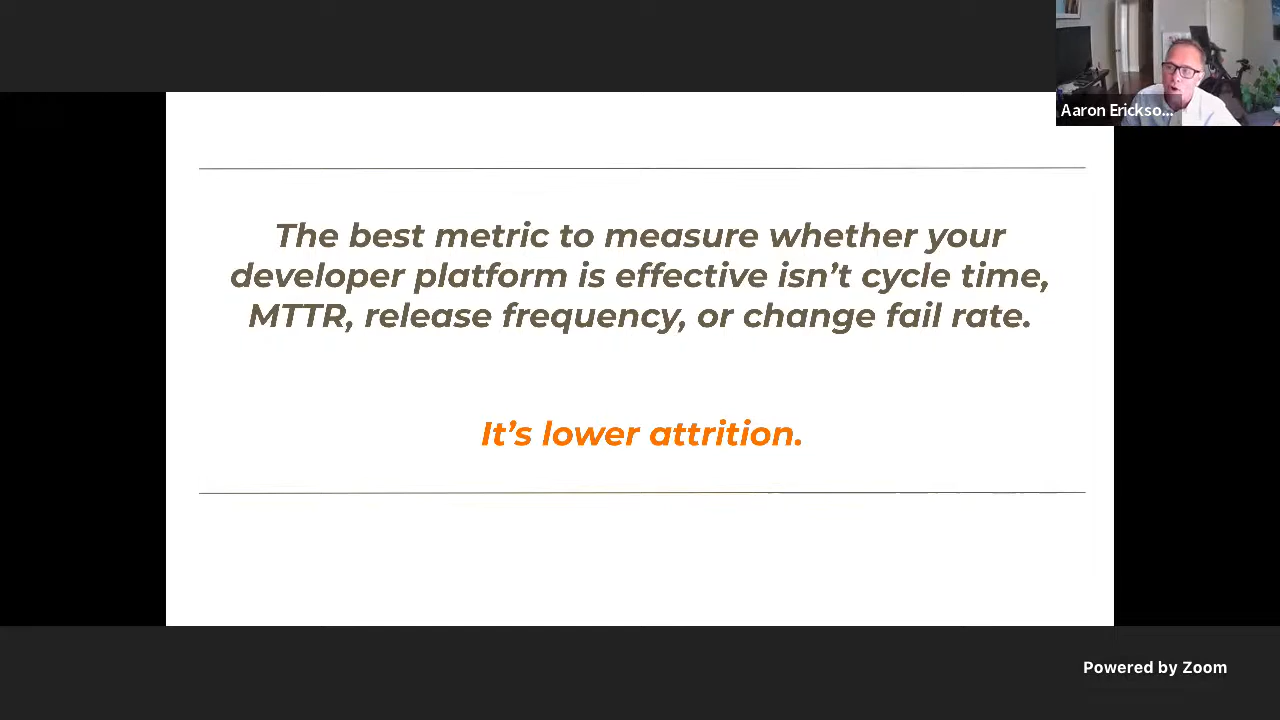 Aaron Erickso...
The best metric to measure whether your
developer platform is effective isn’t cycle time,
MTTR, release frequency, or change fail rate.
It’s lower attrition.
Powered by Zoom